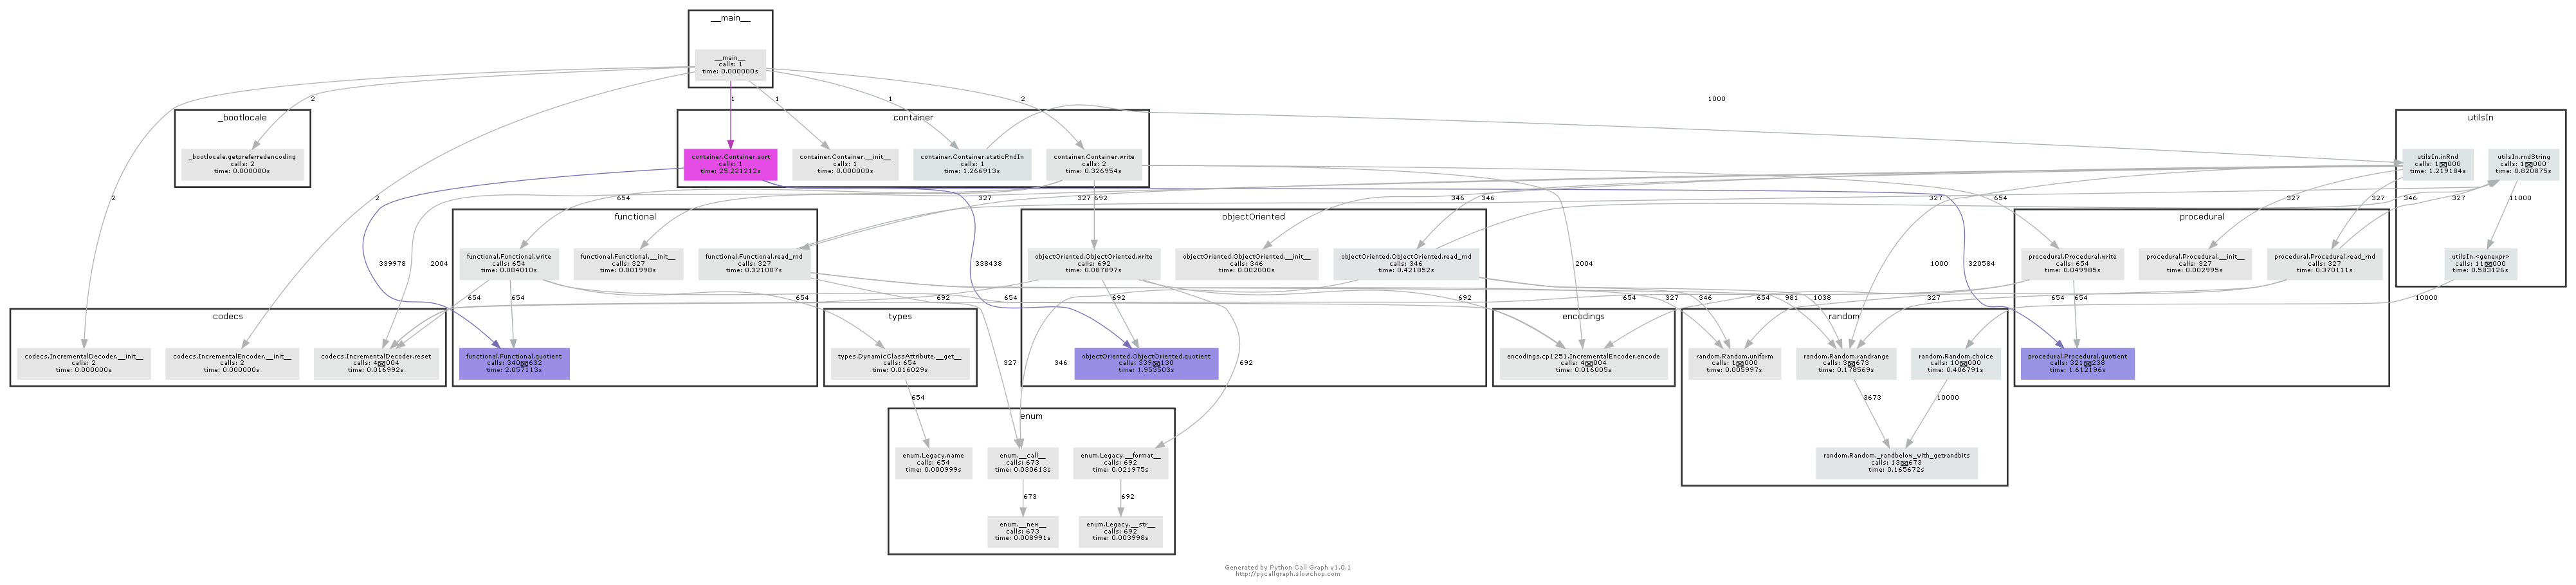 __main__
__main__
calls: 1
time: 0.000000s
2
1
1
1
2
1000
_bootlocale
_bootlocale.getpreferredencoding
calls: 2
time: 0.000000s
container
container.Container.sort
calls: 1
time: 25.221212s
container.Container.__init__
calls: 1
time: 0.000000s
container.Container.staticRndIn
calls: 1
time: 1.266913s
container.Container.write
calls: 2
time: 0.326954s
utilsIn
utilsIn.inRnd
calls: 1 000
time: 1.219184s
utilsIn.rndString
calls: 1 000
time: 0.820875s
2
2
654
327
692
327
346
346
654
327
327
346
327
11000
functional
functional.Functional.write
calls: 654
time: 0.084010s
functional.Functional.__init__
calls: 327
time: 0.001998s
functional.Functional.read_rnd
calls: 327
time: 0.321007s
objectOriented
objectOriented.ObjectOriented.write
calls: 692
time: 0.087897s
objectOriented.ObjectOriented.__init__
calls: 346
time: 0.002000s
objectOriented.ObjectOriented.read_rnd
calls: 346
time: 0.421852s
procedural
procedural.Procedural.write
calls: 654
time: 0.049985s
procedural.Procedural.__init__
calls: 327
time: 0.002995s
procedural.Procedural.read_rnd
calls: 327
time: 0.370111s
utilsIn.<genexpr>
calls: 11 000
time: 0.583126s
339978
2004
338438
2004
1000
320584
654
654
654
692
654
692
692
654
327
346
981
1038
654
327
654
654
10000
codecs
codecs.IncrementalDecoder.__init__
calls: 2
time: 0.000000s
codecs.IncrementalEncoder.__init__
calls: 2
time: 0.000000s
codecs.IncrementalDecoder.reset
calls: 4 004
time: 0.016992s
functional.Functional.quotient
calls: 340 632
time: 2.057113s
types
types.DynamicClassAttribute.__get__
calls: 654
time: 0.016029s
objectOriented.ObjectOriented.quotient
calls: 339 130
time: 1.953503s
encodings
encodings.cp1251.IncrementalEncoder.encode
calls: 4 004
time: 0.016005s
random
random.Random.uniform
calls: 1 000
time: 0.005997s
random.Random.randrange
calls: 3 673
time: 0.178569s
random.Random.choice
calls: 10 000
time: 0.406791s
procedural.Procedural.quotient
calls: 321 238
time: 1.612196s
327
346
692
654
3673
10000
enum
enum.Legacy.name
calls: 654
time: 0.000999s
enum.__call__
calls: 673
time: 0.030613s
enum.Legacy.__format__
calls: 692
time: 0.021975s
random.Random._randbelow_with_getrandbits
calls: 13 673
time: 0.165672s
673
692
enum.__new__
calls: 673
time: 0.008991s
enum.Legacy.__str__
calls: 692
time: 0.003998s
Generated by Python Call Graph v1.0.1
http://pycallgraph.slowchop.com